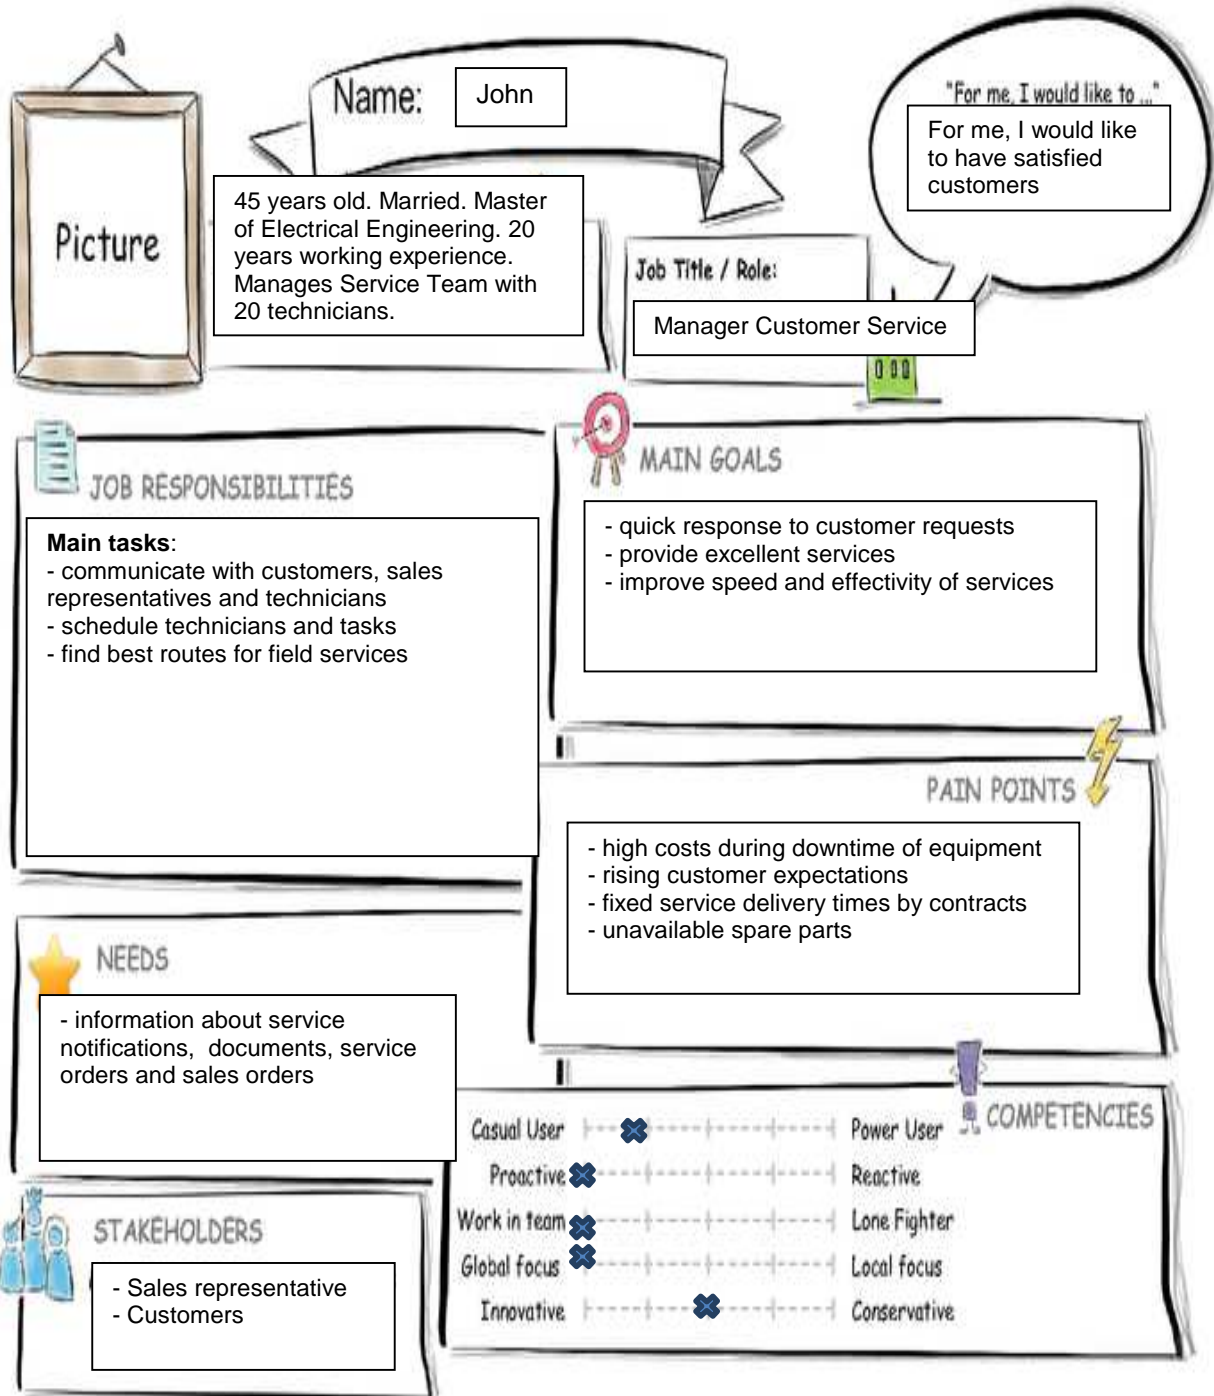 Name:
John
"For me, I would like to ..."
For me, I would like
to have satisfied
customers
Picture
45 years old. Married. Master
of Electrical Engineering. 20
years working experience.
Manages Service Team with
20 technicians.
Job Title / Role:
Manager Customer Service
JOB RESPONSIBILITIES
Main tasks:
- communicate with customers, sales
representatives and technicians
- schedule technicians and tasks
- find best routes for field services
MAIN GOALS
- quick response to customer requests
- provide excellent services
- improve speed and effectivity of services
PAIN POINTS
- high costs during downtime of equipment
- rising customer expectations
- fixed service delivery times by contracts
- unavailable spare parts
NEEDS
- information about service
notifications, documents, service
orders and sales orders
STAKEHOLDERS
- Sales representative
- Customers
COMPETENCIES
Casual User Power User
Proactive Reactive
Work in team Lone Fighter
Global focus Local focus
Innovative Conservative